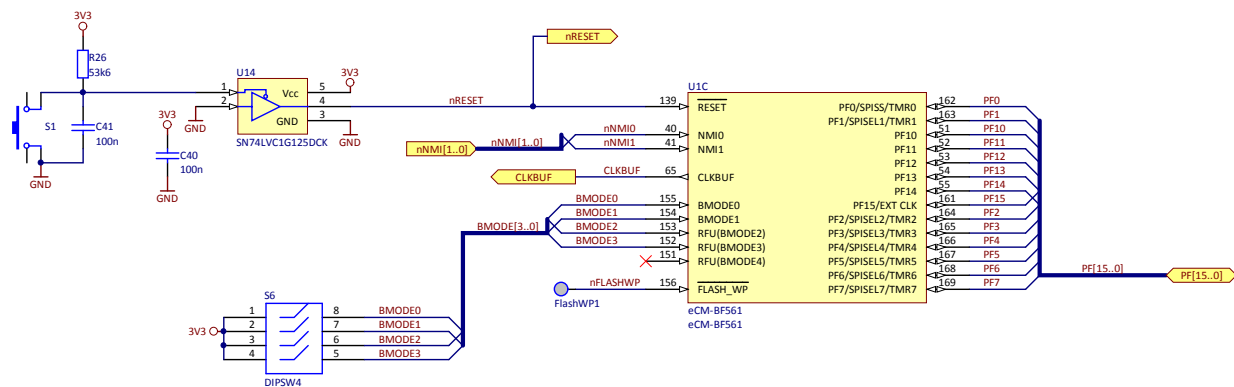 3V3
R26
53k6
S1
C41
100n
GND
3V3
C40
100n
GND
U14
1
2
GND
Vcc
GND
5
4
3
3V3
GND
SN74LVC1G125DCK
nRESET
nRESET
U1C
139 RESET
nNMI[1..0] nNMI[1..0] nNMI0 40 NMI0
nNMI1 41 NMI1
CLKBUF CLKBUF 65 CLKBUF
BMODE[3..0]
BMODE0 155 BMODE0
BMODE1 154 BMODE1
BMODE2 153 RFU(BMODE2)
BMODE3 152 RFU(BMODE3)
151 RFU(BMODE4)
FlashWP1 nFLASHWP 156 FLASH_WP
PF0/SPISS/TMR0 162 PF0
PF1/SPISEL1/TMR1 163 PF1
PF10 51 PF10
PF11 52 PF11
PF12 53 PF12
PF13 54 PF13
PF14 55 PF14
PF15/EXT CLK 161 PF15
PF2/SPISEL2/TMR2 164 PF2
PF3/SPISEL3/TMR3 165 PF3
PF4/SPISEL4/TMR4 166 PF4
PF5/SPISEL5/TMR5 167 PF5
PF6/SPISEL6/TMR6 168 PF6
PF7/SPISEL7/TMR7 169 PF7
PF[15..0] PF[15..0]
eCM-BF561
eCM-BF561
S6
3V3
1 8 BMODE0
2 7 BMODE1
3 6 BMODE2
4 5 BMODE3
DIPSW4